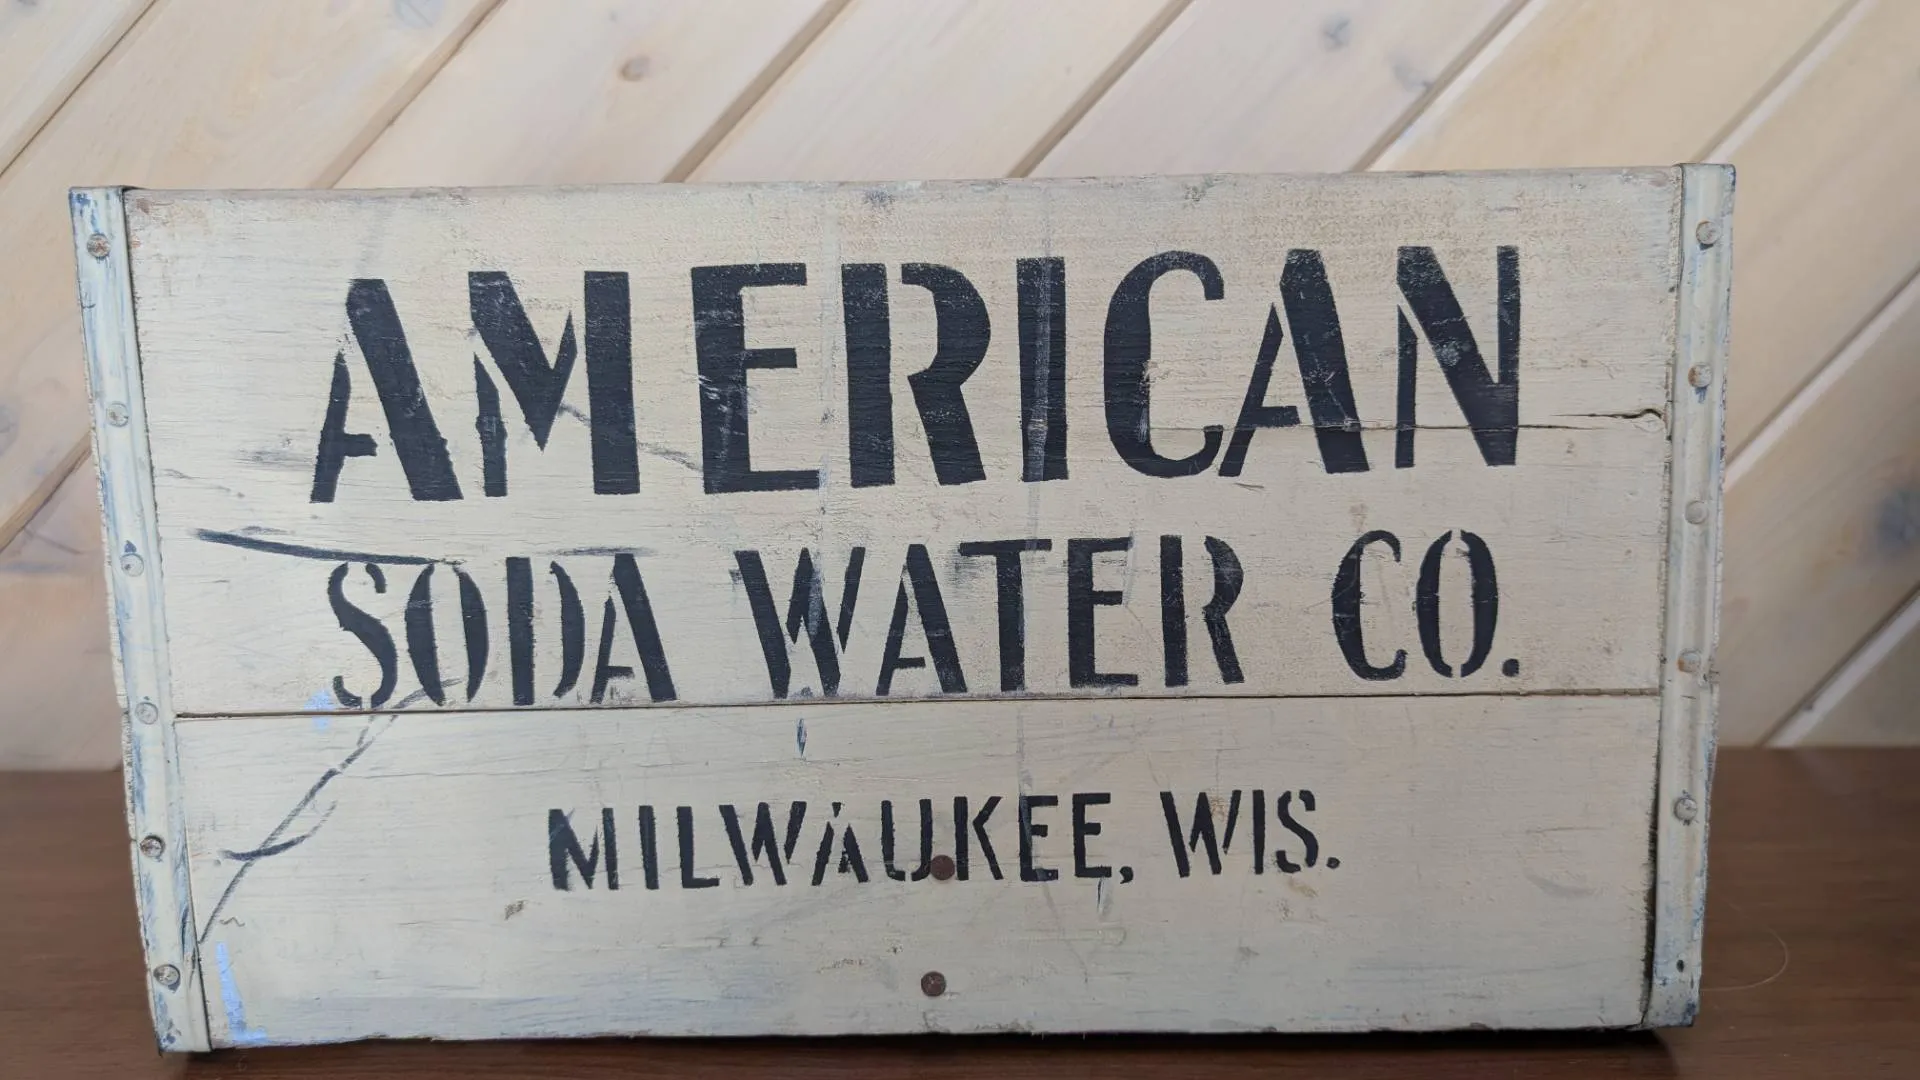 AMERICAN
SODA WATER CO.
MILWAUKEE, WIS.